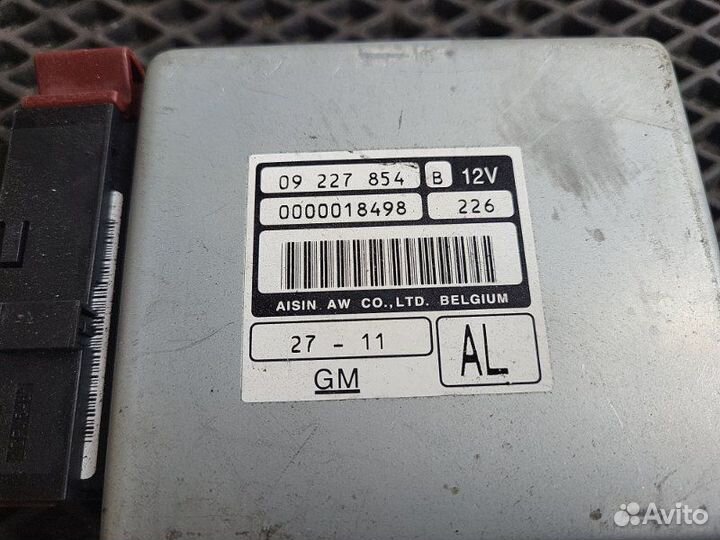 09 227 854 B 12V
0000018498 226
AISIN AW CO.,LTD. BELGIUM
27 - 11
GM
AL
Avito